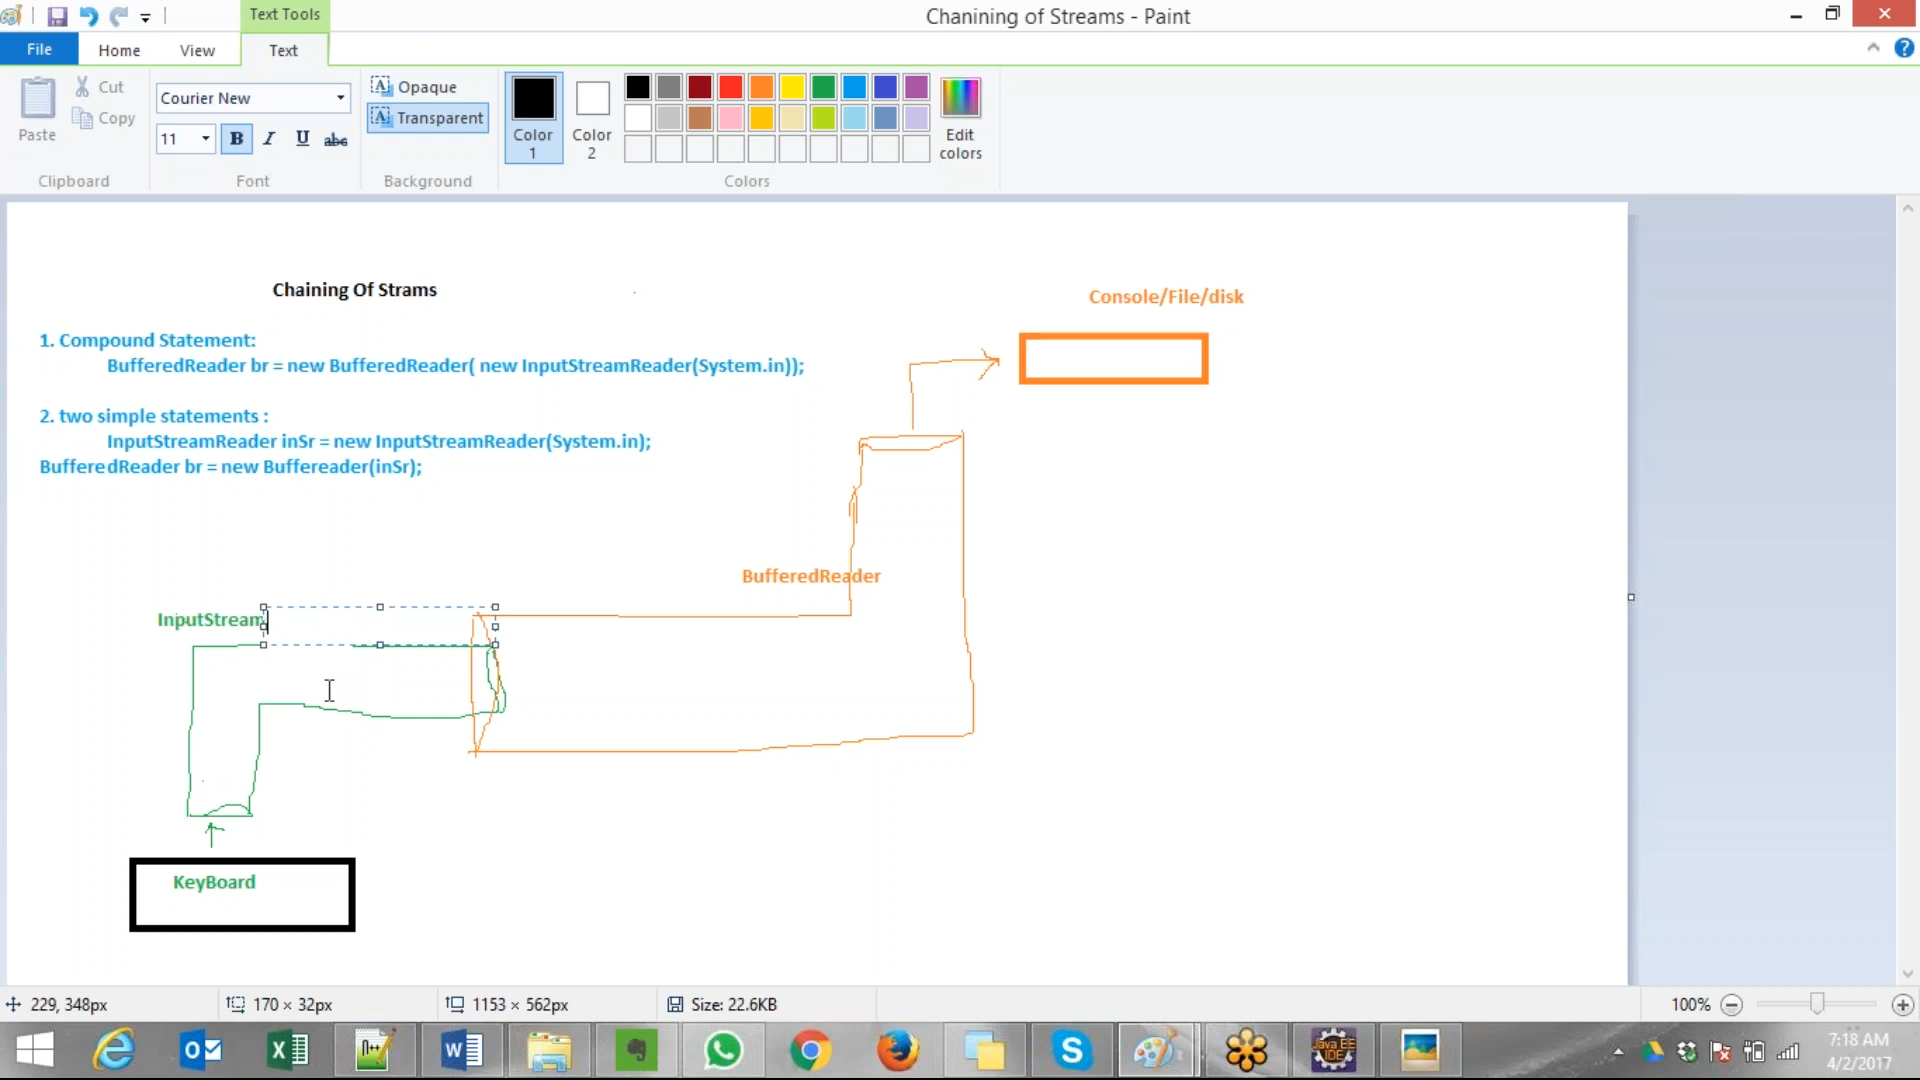 Text Tools
Chanining of Streams - Paint
File
Home
View
Text
Paste
Cut
Copy
Clipboard
Courier New
11
B I U abc
Font
Opaque
Transparent
Background
Color 1
Color 2
Edit colors
Colors
Chaining Of Strams
Console/File/disk
1. Compound Statement:
BufferedReader br = new BufferedReader( new InputStreamReader(System.in));
2. two simple statements :
InputStreamReader inSr = new InputStreamReader(System.in);
BufferedReader br = new Buffereader(inSr);
BufferedReader
InputStream
KeyBoard
229, 348px
170 × 32px
1153 × 562px
Size: 22.6KB
100%
Java EE
IDE
7:18 AM
4/2/2017